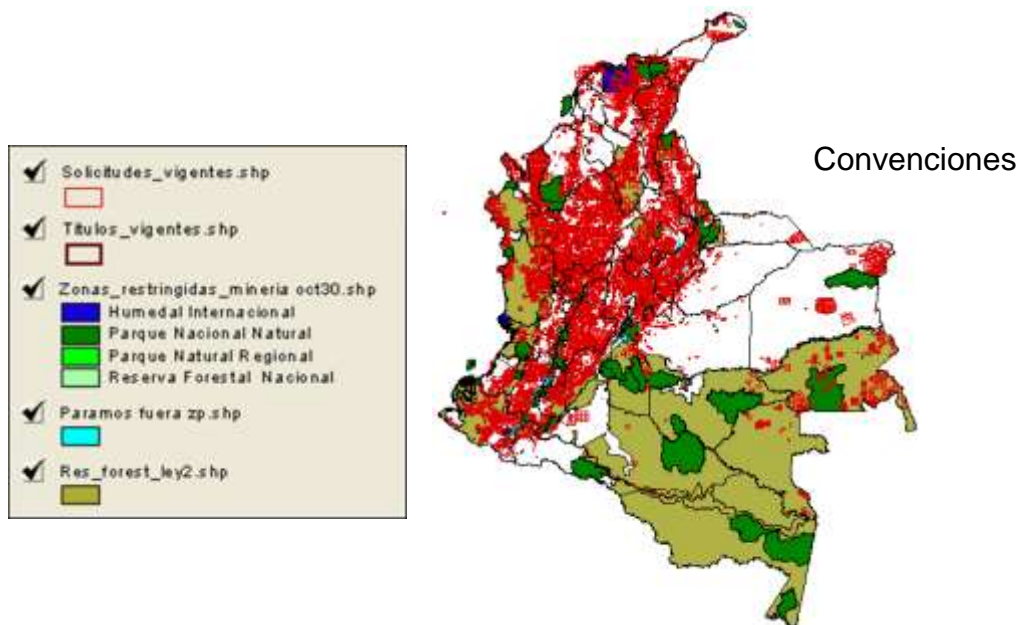 Convenciones
Solicitudes_vigentes.shp
Titulos_vigentes.shp
Zonas_restringidas_mineria oct30.shp
Humedal Internacional
Parque Nacional Natural
Parque Natural Regional
Reserva Forestal Nacional
Paramos fuera zp.shp
Res_forest_ley2.shp